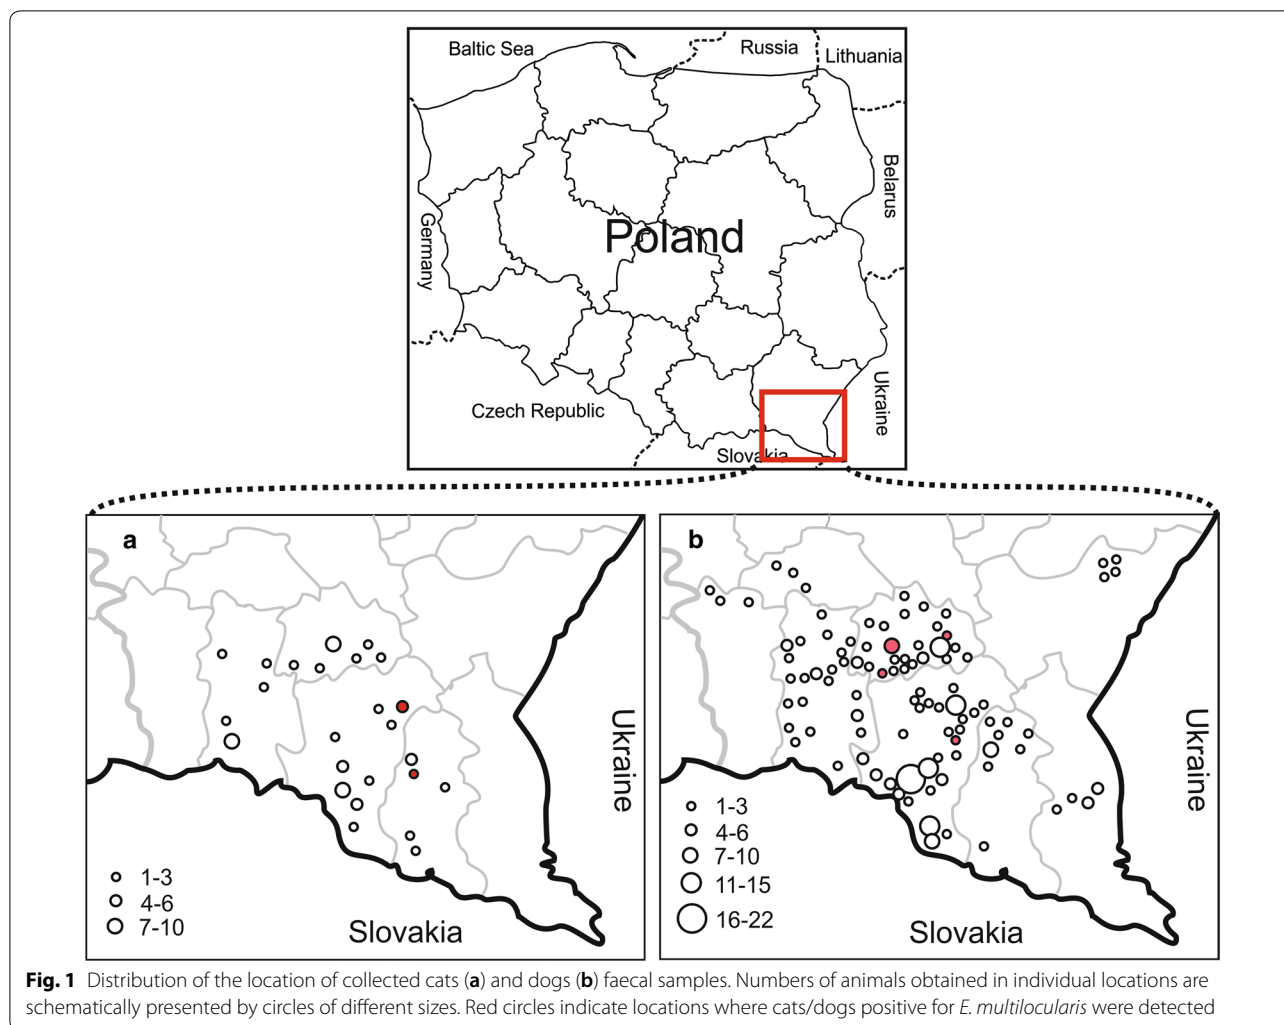 Baltic Sea
Russia
Lithuania
Belarus
Poland
Germany
Ukraine
Czech Republic
Slovakia
a
Ukraine
1-3
4-6
7-10
Slovakia
b
Ukraine
1-3
4-6
7-10
11-15
16-22
Slovakia
Fig. 1 Distribution of the location of collected cats (a) and dogs (b) faecal samples. Numbers of animals obtained in individual locations are
schematically presented by circles of different sizes. Red circles indicate locations where cats/dogs positive for E. multilocularis were detected